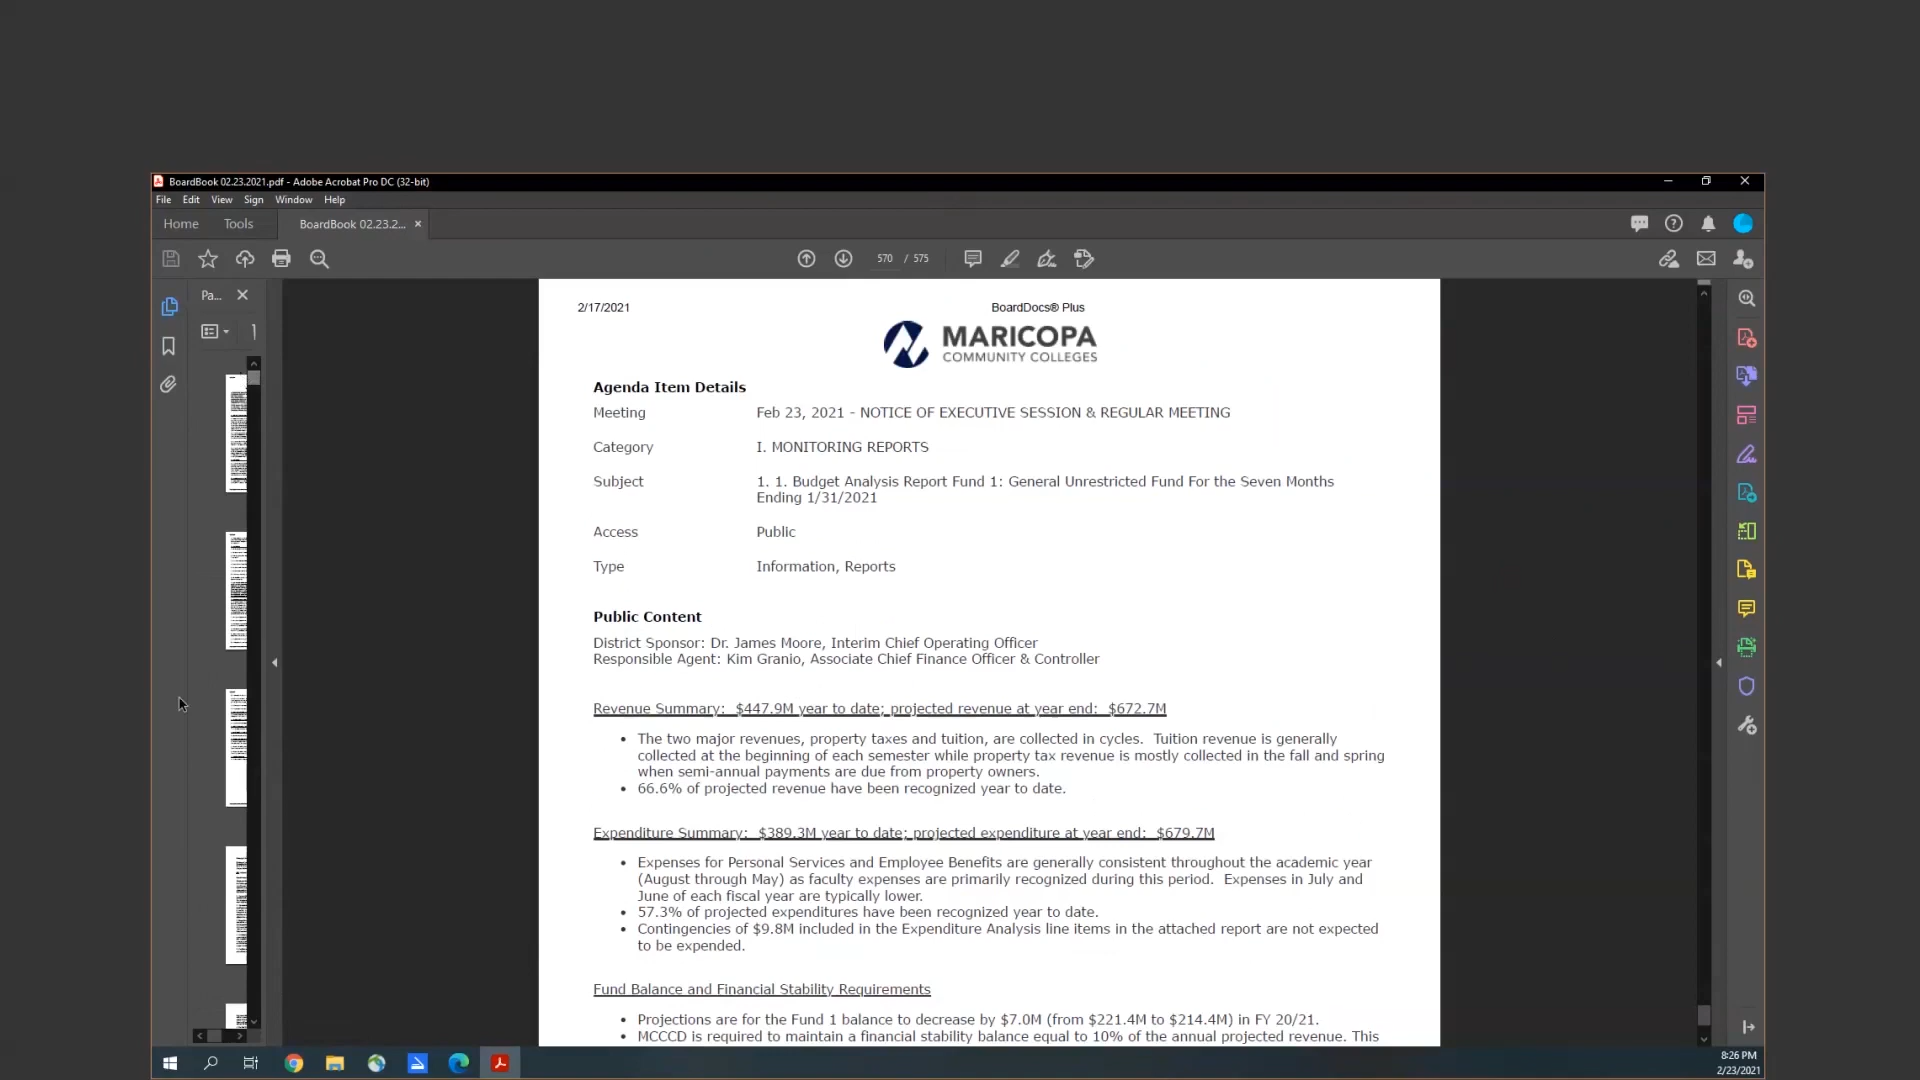 BoardBook 02.23.2021.pdf - Adobe Acrobat Pro DC (32-bit)
File Edit View Sign Window Help
Home Tools BoardBook 02.23.2...
570 / 575
Pa...
2/17/2021 BoardDocs® Plus
MARICOPA
COMMUNITY COLLEGES
Agenda Item Details
Meeting Feb 23, 2021 - NOTICE OF EXECUTIVE SESSION & REGULAR MEETING
Category I. MONITORING REPORTS
Subject 1. 1. Budget Analysis Report Fund 1: General Unrestricted Fund For the Seven Months
Ending 1/31/2021
Access Public
Type Information, Reports
Public Content
District Sponsor: Dr. James Moore, Interim Chief Operating Officer
Responsible Agent: Kim Granio, Associate Chief Finance Officer & Controller
Revenue Summary: $447.9M year to date; projected revenue at year end: $672.7M
• The two major revenues, property taxes and tuition, are collected in cycles. Tuition revenue is generally
collected at the beginning of each semester while property tax revenue is mostly collected in the fall and spring
when semi-annual payments are due from property owners.
• 66.6% of projected revenue have been recognized year to date.
Expenditure Summary: $389.3M year to date; projected expenditure at year end: $679.7M
• Expenses for Personal Services and Employee Benefits are generally consistent throughout the academic year
(August through May) as faculty expenses are primarily recognized during this period. Expenses in July and
June of each fiscal year are typically lower.
• 57.3% of projected expenditures have been recognized year to date.
• Contingencies of $9.8M included in the Expenditure Analysis line items in the attached report are not expected
to be expended.
Fund Balance and Financial Stability Requirements
• Projections are for the Fund 1 balance to decrease by $7.0M (from $221.4M to $214.4M) in FY 20/21.
• MCCCD is required to maintain a financial stability balance equal to 10% of the annual projected revenue. This
8:26 PM
2/23/2021